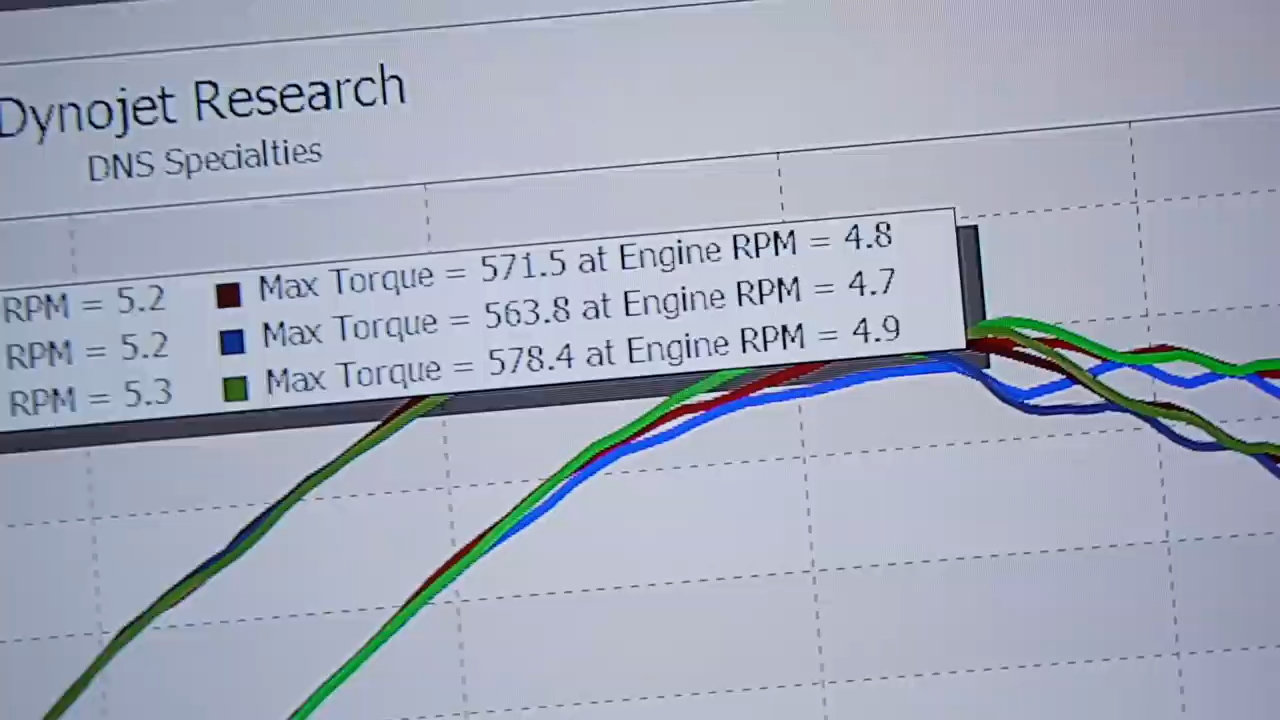 Dynojet Research
DNS Specialties
RPM = 5.2 Max Torque = 571.5 at Engine RPM = 4.8
RPM = 5.2 Max Torque = 563.8 at Engine RPM = 4.7
RPM = 5.3 Max Torque = 578.4 at Engine RPM = 4.9